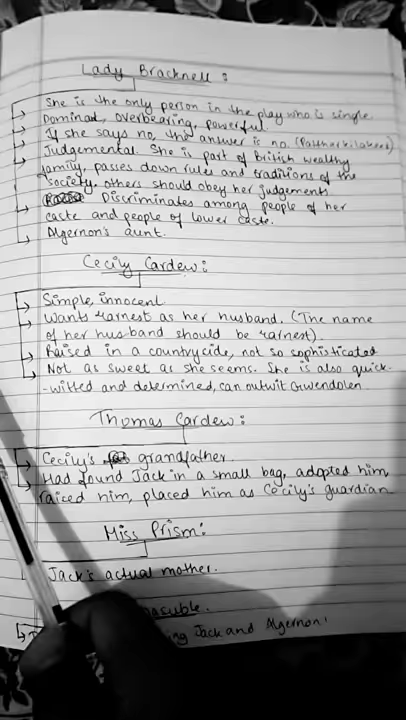 Lady Bracknell:
She is the only person in the play who is single.
Dominad, overbearing, powerful.
If she says no, the answer is no.
Judgemental. She is part of British wealthy
family, passes down rules and traditions of the
society, others should obey her judgements
Discriminates among people of her
caste and people of lower caste.
Algernon's aunt.
Cecily Cardew:
Simple, innocent
Wants Earnest as her husband. (The name
of her husband should be Earnest)
Raised in a countrycide, not so sophisticated
Not as sweet as she seems. She is also quick-
-witted and determined, can outwit Gwendolen
Thomas Cardew:
Cecily's grandfather.
Had found Jack in a small bag, adopted him,
raiced him, placed him as Cecily's guardian
Miss Prism:
Jack's actual mother.
Jack and Algernon